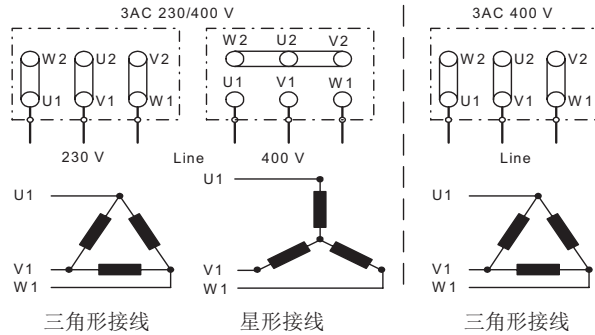 3AC 230/400 V
3AC 400 V
W2 U2 V2
U1 V1 W1
W2 U2 V2
U1 V1 W1
W2 U2 V2
U1 V1 W1
230 V
Line
400 V
Line
U1
V1
W1
U1
V1
W1
U1
V1
W1
三角形接线
星形接线
三角形接线